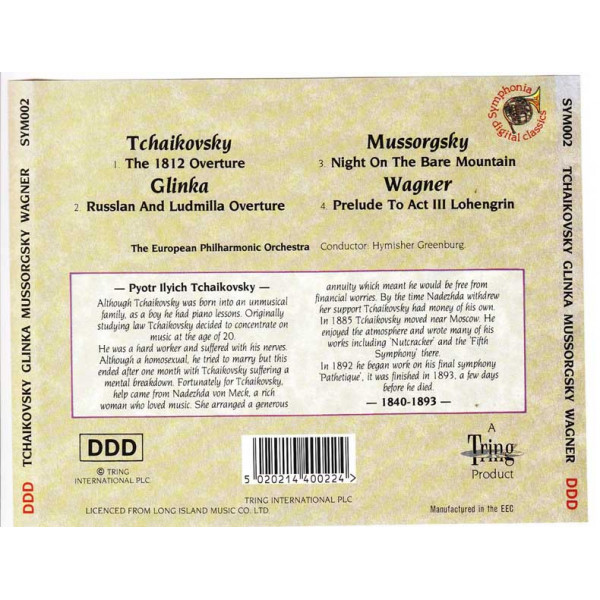 DDD TCHAIKOVSKY GLINKA MUSSORGSKY WAGNER SYM002
Symphonia
digital classics
Tchaikovsky
1. The 1812 Overture
Glinka
2. Russlan And Ludmilla Overture
Mussorgsky
3. Night On The Bare Mountain
Wagner
4. Prelude To Act III Lohengrin
The European Philharmonic Orchestra Conductor: Hymisher Greenburg.
— Pyotr Ilyich Tchaikovsky —
Although Tchaikovsky was born into an unmusical
family, as a boy he had piano lessons. Originally
studying law Tchaikovsky decided to concentrate on
music at the age of 20.
He was a hard worker and suffered with his nerves.
Although a homosexual, he tried to marry but this
ended after one month with Tchaikovsky suffering a
mental breakdown. Fortunately for Tchaikovsky,
help came from Nadezhda von Meck, a rich
woman who loved music. She arranged a generous
annuity which meant he would be free from
financial worries. By the time Nadezhda withdrew
her support Tchaikovsky had money of his own.
In 1885 Tchaikovsky moved near Moscow. He
enjoyed the atmosphere and wrote many of his
works including 'Nutcracker' and the 'Fifth
Symphony' there.
In 1892 he began work on his final symphony
Pathetique', it was finished in 1893, a few days
before he died.
— 1840-1893 —
DDD
© TRING
INTERNATIONAL PLC
5 020214 400224
TRING INTERNATIONAL PLC
A
Tring
Product
LICENCED FROM LONG ISLAND MUSIC CO. LTD.
Manufactured in the EEC
SYM002 TCHAIKOVSKY GLINKA MUSSORGSKY WAGNER DDD